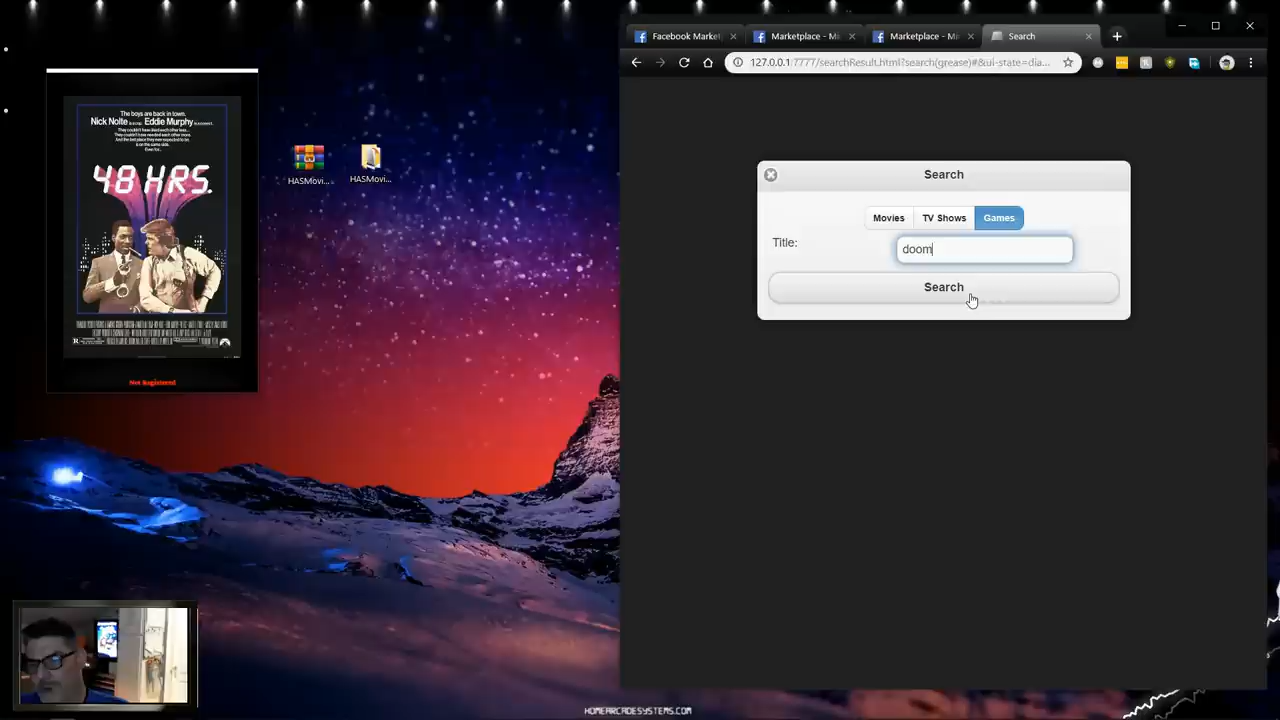 The boys are back in town.
Nick Nolte Eddie Murphy
48 HRS.
Not Registered
HASMovi...
HASMovi...
Facebook Market
Marketplace - Mi
Marketplace - Mi
Search
127.0.0.1:7777/searchResult.html?search(grease)#&ui-state=dia...
Search
Movies TV Shows Games
Title: doom
Search
HOMEARCADESYSTEMS.COM